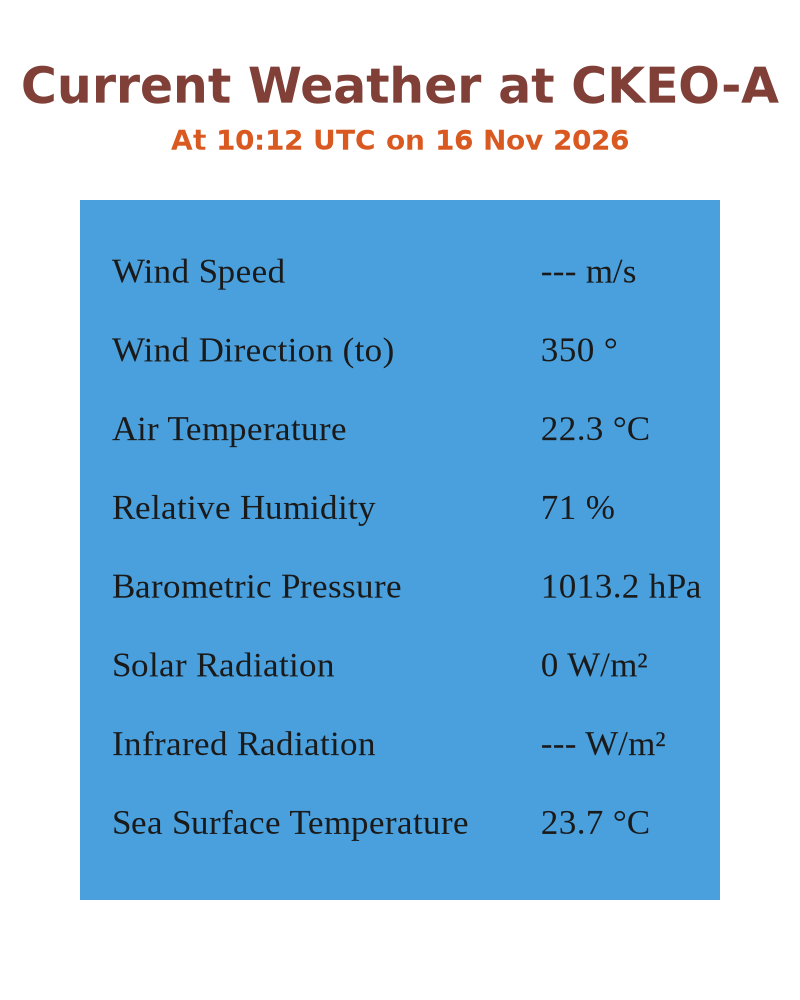 Current Weather at CKEO-A
At 10:12 UTC on 16 Nov 2026
Wind Speed --- m/s
Wind Direction (to) 350 °
Air Temperature 22.3 °C
Relative Humidity 71 %
Barometric Pressure 1013.2 hPa
Solar Radiation 0 W/m²
Infrared Radiation --- W/m²
Sea Surface Temperature 23.7 °C